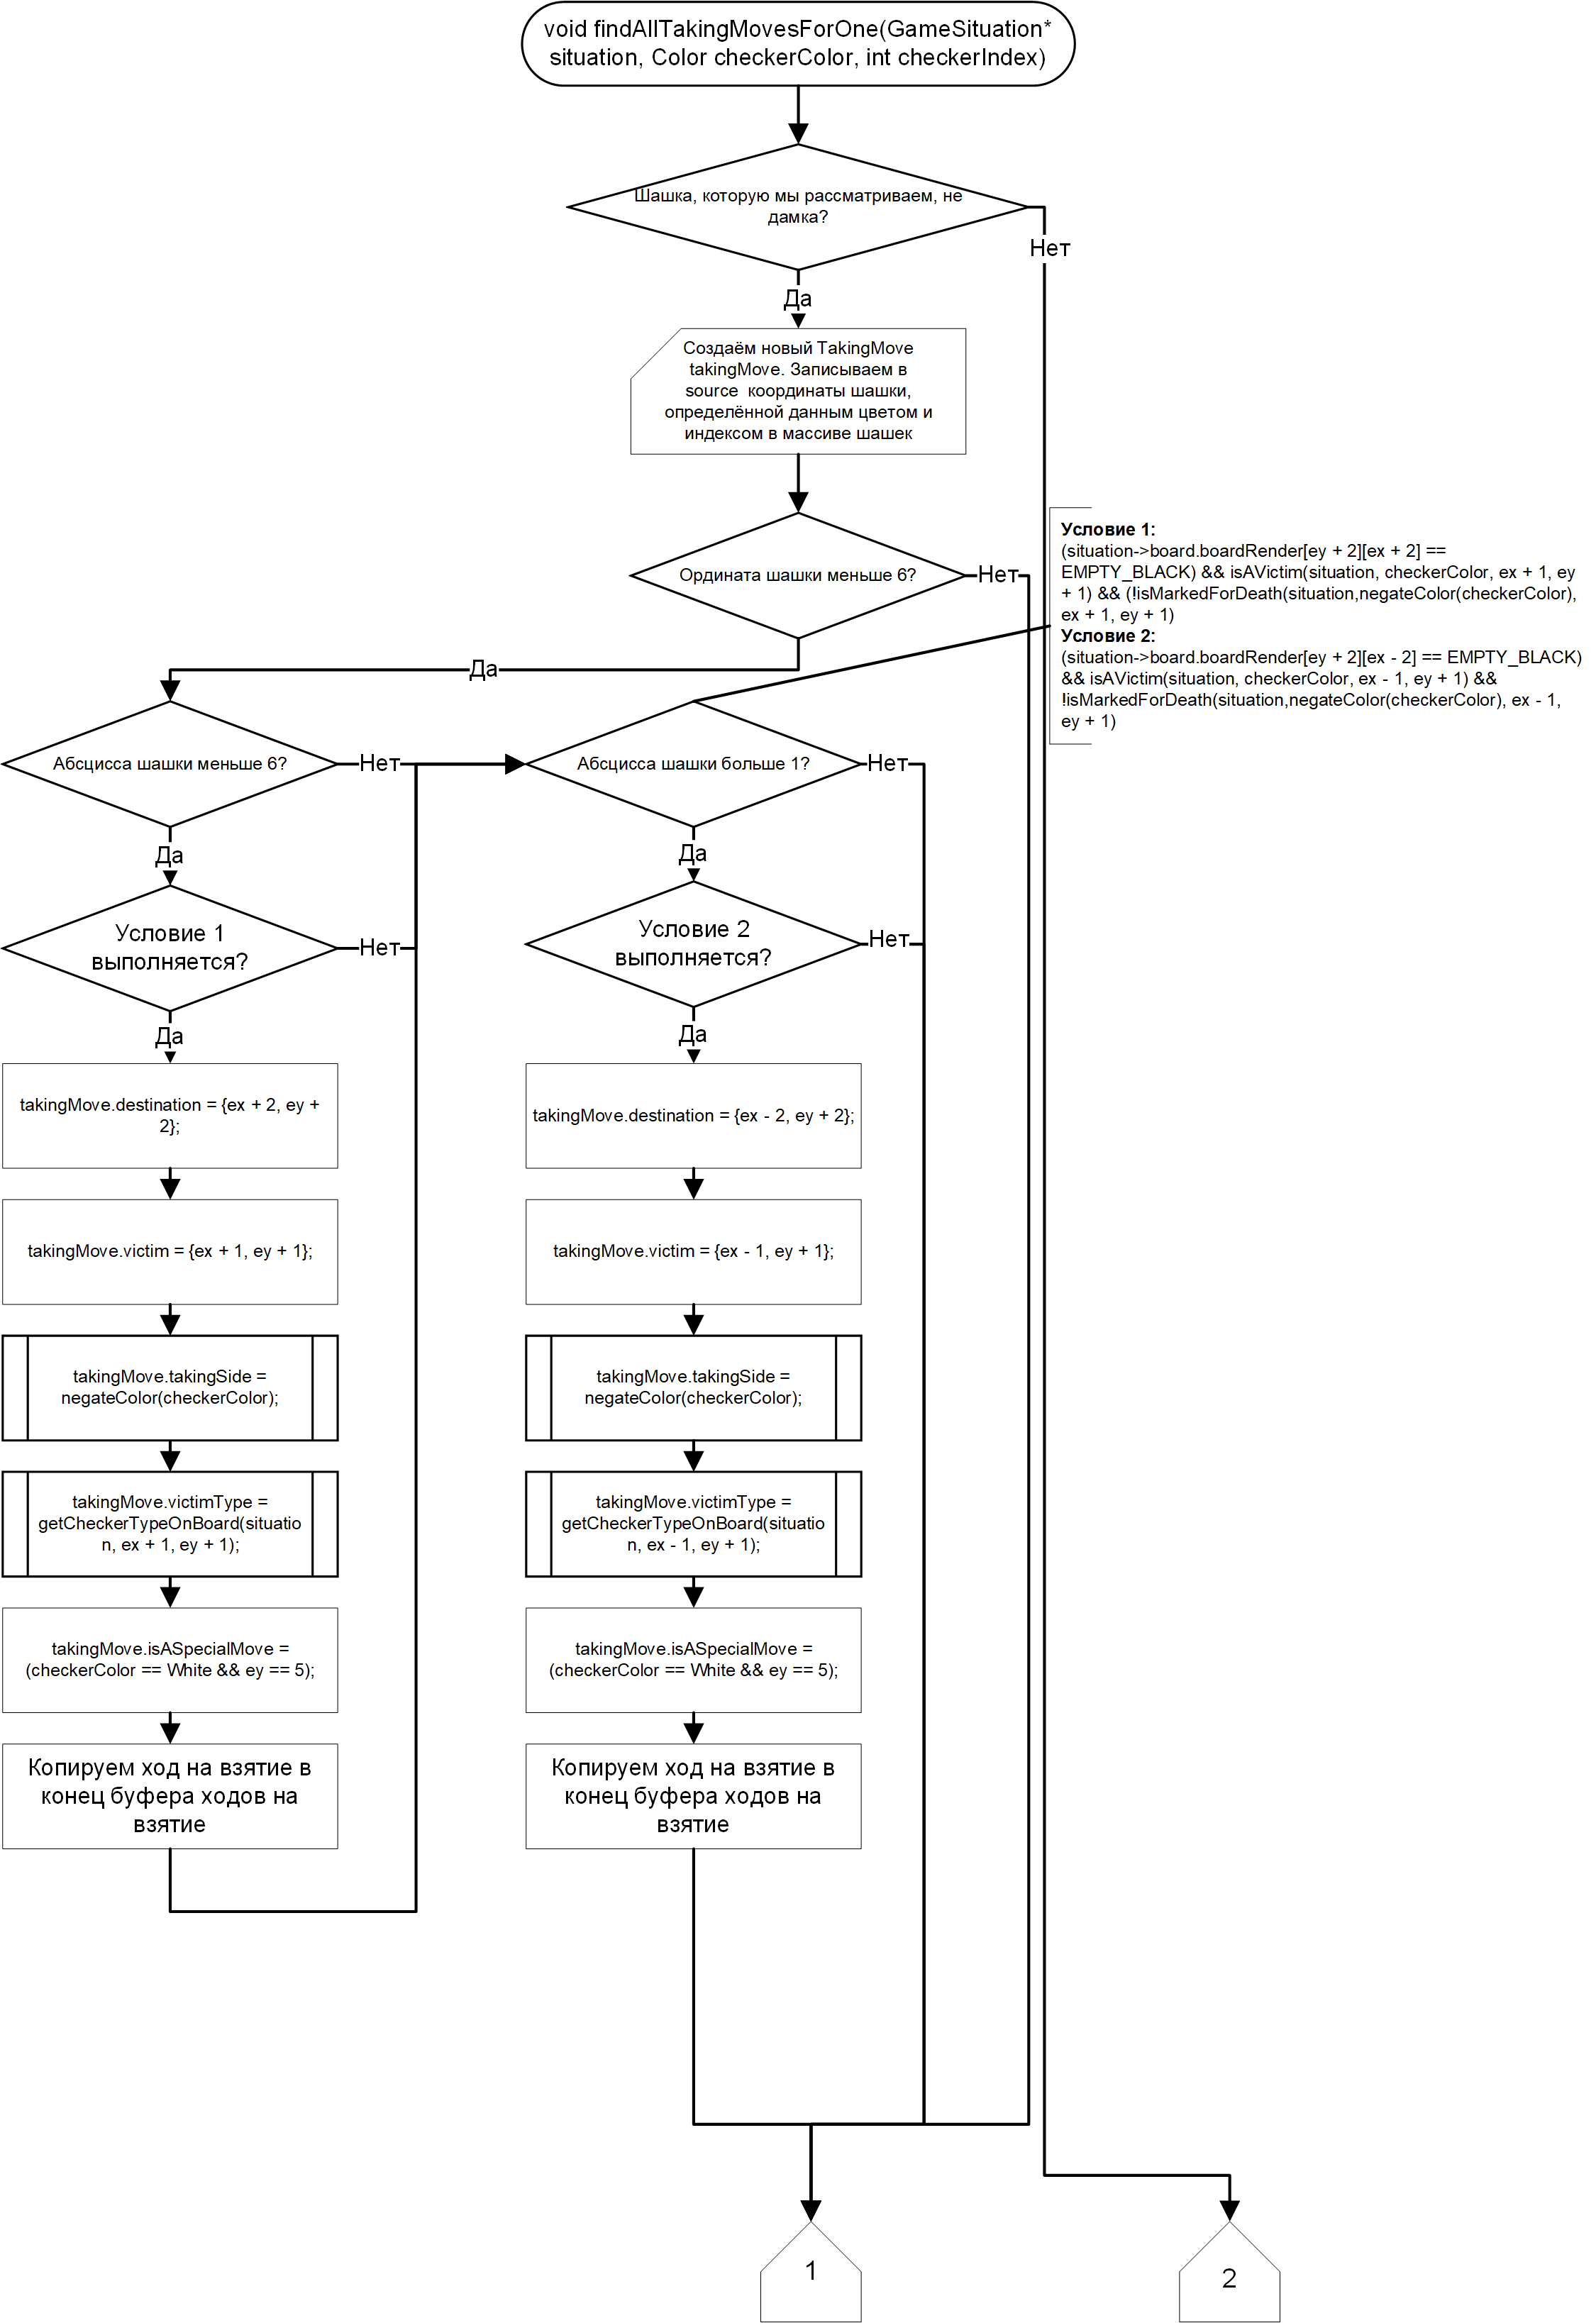 void findAllTakingMovesForOne(GameSituation*
situation, Color checkerColor, int checkerIndex)
Шашка, которую мы рассматриваем, не
дамка?
Нет
Да
Создаём новый TakingMove
takingMove. Записываем в
source координаты шашки,
определённой данным цветом и
индексом в массиве шашек
Ордината шашки меньше 6?
Нет
Условие 1:
(situation->board.boardRender[ey + 2][ex + 2] ==
EMPTY_BLACK) && isAVictim(situation, checkerColor, ex + 1, ey
+ 1) && (!isMarkedForDeath(situation,negateColor(checkerColor),
ex + 1, ey + 1)
Условие 2:
(situation->board.boardRender[ey + 2][ex - 2] == EMPTY_BLACK)
&& isAVictim(situation, checkerColor, ex - 1, ey + 1) &&
!isMarkedForDeath(situation,negateColor(checkerColor), ex - 1,
ey + 1)
Да
Абсцисса шашки меньше 6?
Нет
Да
Условие 1
выполняется?
Нет
Да
takingMove.destination = {ex + 2, ey +
2};
takingMove.victim = {ex + 1, ey + 1};
takingMove.takingSide =
negateColor(checkerColor);
takingMove.victimType =
getCheckerTypeOnBoard(situatio
n, ex + 1, ey + 1);
takingMove.isASpecialMove =
(checkerColor == White && ey == 5);
Копируем ход на взятие в
конец буфера ходов на
взятие
Абсцисса шашки больше 1?
Нет
Да
Условие 2
выполняется?
Нет
Да
takingMove.destination = {ex - 2, ey + 2};
takingMove.victim = {ex - 1, ey + 1};
takingMove.takingSide =
negateColor(checkerColor);
takingMove.victimType =
getCheckerTypeOnBoard(situatio
n, ex - 1, ey + 1);
takingMove.isASpecialMove =
(checkerColor == White && ey == 5);
Копируем ход на взятие в
конец буфера ходов на
взятие
1
2